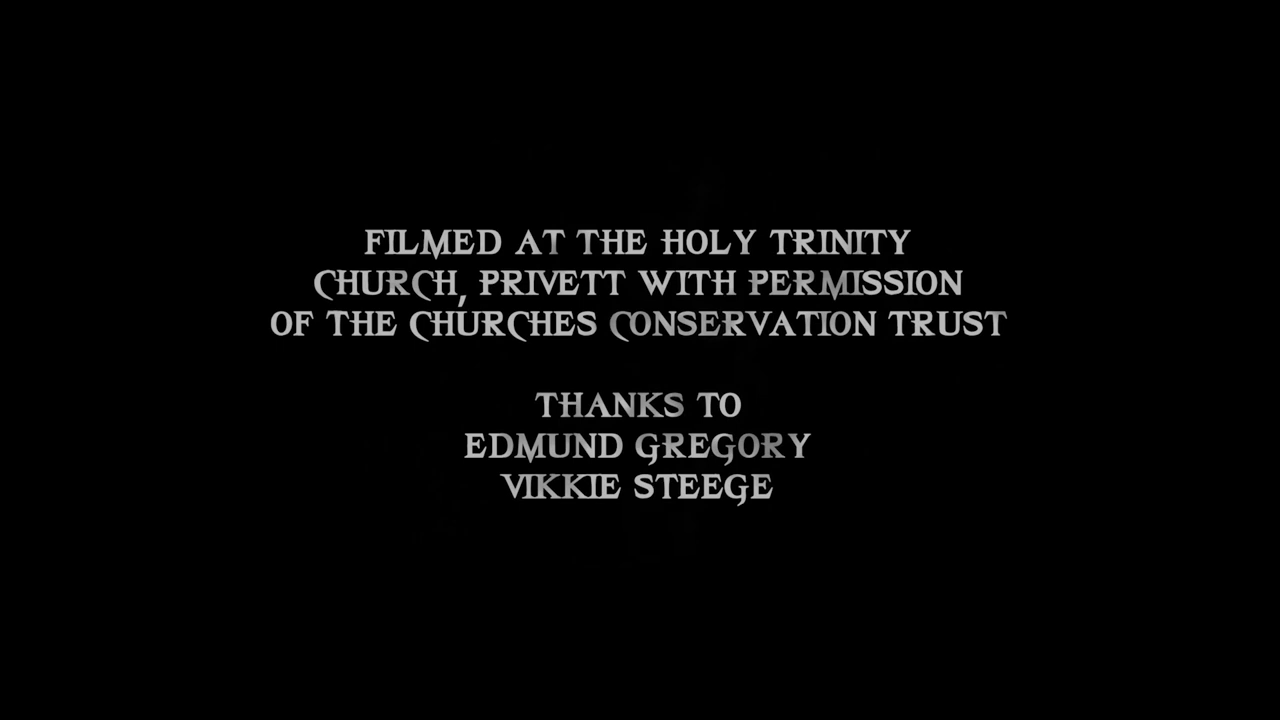 FILMED AT THE HOLY TRINITY
CHURCH, PRIVETT WITH PERMISSION
OF THE CHURCHES CONSERVATION TRUST
THANKS TO
EDMUND GREGORY
VIKKIE STEEGE